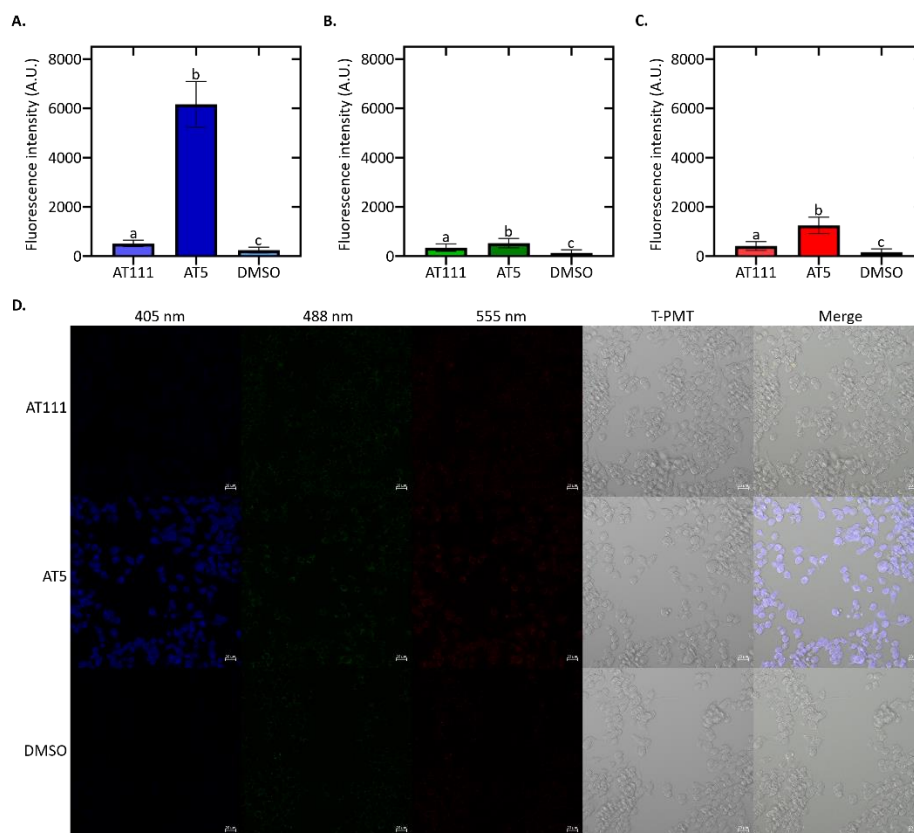 A.
B.
C.
Fluorescence intensity (A.U.)
8000
6000
4000
2000
0
a
b
c
AT111
AT5
DMSO
Fluorescence intensity (A.U.)
8000
6000
4000
2000
0
a
b
c
AT111
AT5
DMSO
Fluorescence intensity (A.U.)
8000
6000
4000
2000
0
a
b
c
AT111
AT5
DMSO
D.
405 nm
488 nm
555 nm
T-PMT
Merge
AT111
AT5
DMSO